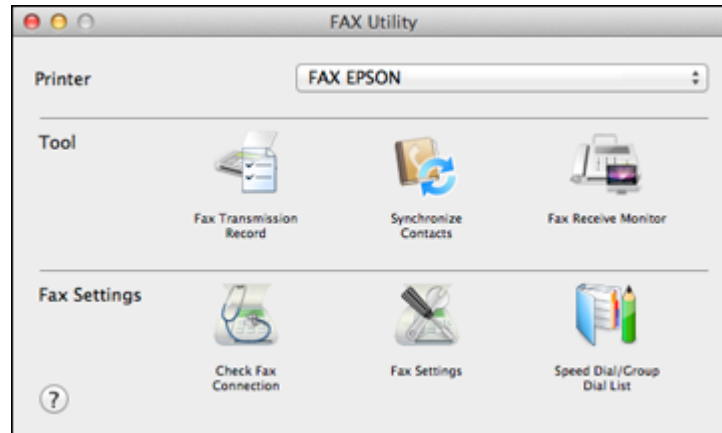 FAX Utility
Printer
FAX EPSON
Tool
Fax Transmission
Record
Synchronize
Contacts
Fax Receive Monitor
Fax Settings
Check Fax
Connection
Fax Settings
Speed Dial/Group
Dial List
?